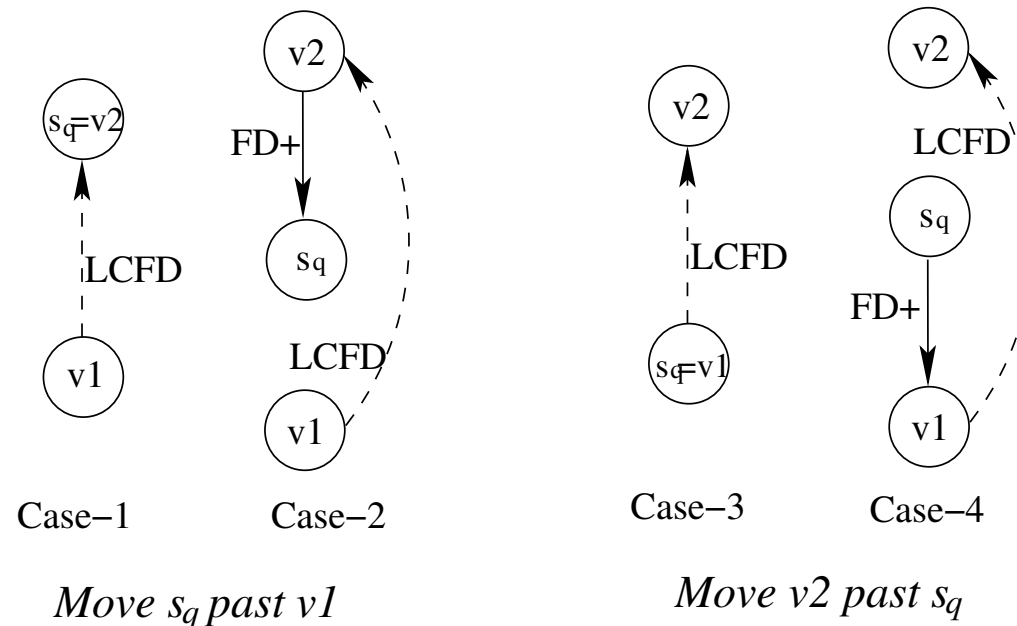 v2
s_q=v2
FD+
s_q
LCFD
LCFD
v1
v1
Case−1
Case−2
Move s_q past v1
v2
v2
LCFD
s_q
LCFD
FD+
s_q=v1
v1
Case−3
Case−4
Move v2 past s_q